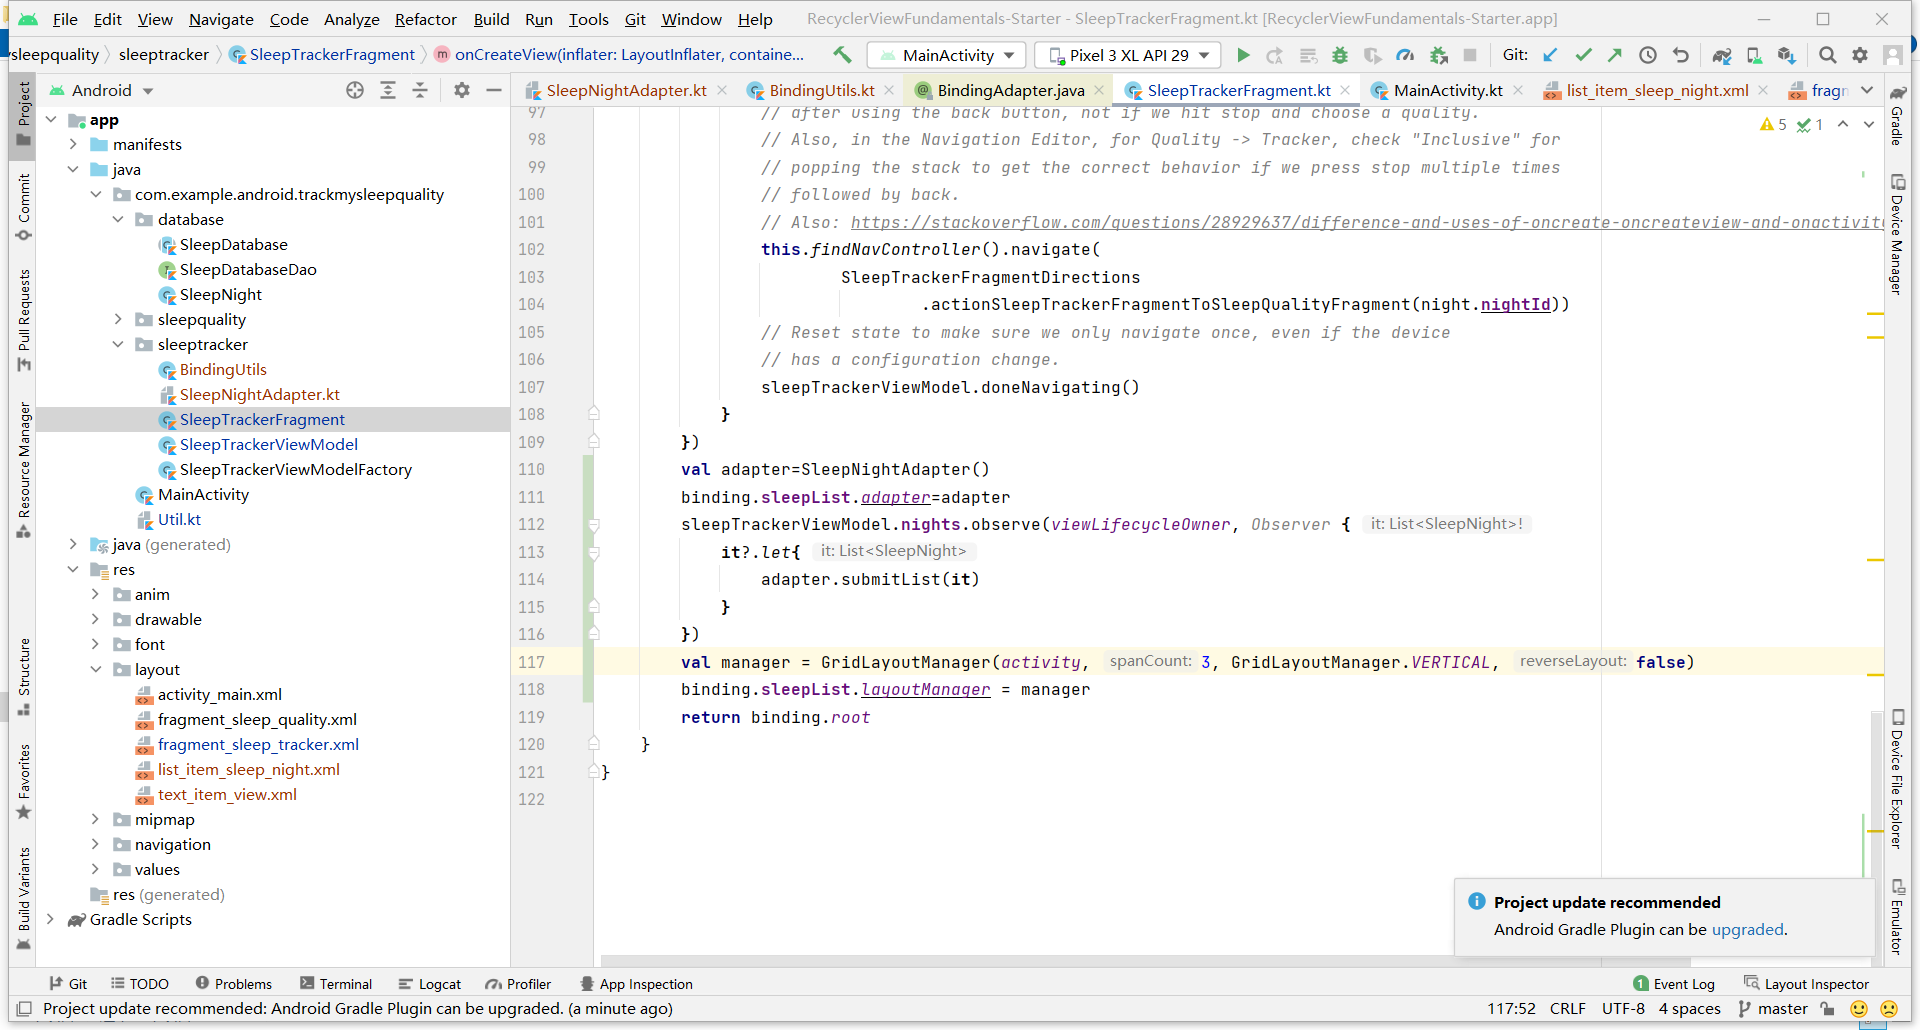 File Edit View Navigate Code Analyze Refactor Build Run Tools Git Window Help RecyclerViewFundamentals-Starter - SleepTrackerFragment.kt [RecyclerViewFundamentals-Starter.app]
sleepquality sleeptracker SleepTrackerFragment onCreateView(inflater: LayoutInflater, containe... MainActivity Pixel 3 XL API 29 Git:
Android SleepNightAdapter.kt BindingUtils.kt BindingAdapter.java SleepTrackerFragment.kt MainActivity.kt list_item_sleep_night.xml fragn
Project
Commit
Pull Requests
Resource Manager
Structure
Favorites
Build Variants
app
manifests
java
com.example.android.trackmysleepquality
database
SleepDatabase
SleepDatabaseDao
SleepNight
sleepquality
sleeptracker
BindingUtils
SleepNightAdapter.kt
SleepTrackerFragment
SleepTrackerViewModel
SleepTrackerViewModelFactory
MainActivity
Util.kt
java (generated)
res
anim
drawable
font
layout
activity_main.xml
fragment_sleep_quality.xml
fragment_sleep_tracker.xml
list_item_sleep_night.xml
text_item_view.xml
mipmap
navigation
values
res (generated)
Gradle Scripts
97 // after using the back button, not if we hit stop and choose a quality.
98 // Also, in the Navigation Editor, for Quality -> Tracker, check "Inclusive" for
99 // popping the stack to get the correct behavior if we press stop multiple times
100 // followed by back.
101 // Also: https://stackoverflow.com/questions/28929637/difference-and-uses-of-oncreate-oncreateview-and-onactivity
102 this.findNavController().navigate(
103 SleepTrackerFragmentDirections
104 .actionSleepTrackerFragmentToSleepQualityFragment(night.nightId))
105 // Reset state to make sure we only navigate once, even if the device
106 // has a configuration change.
107 sleepTrackerViewModel.doneNavigating()
108 }
109 })
110 val adapter=SleepNightAdapter()
111 binding.sleepList.adapter=adapter
112 sleepTrackerViewModel.nights.observe(viewLifecycleOwner, Observer { it: List<SleepNight>!
113 it?.let{ it: List<SleepNight>
114 adapter.submitList(it)
115 }
116 })
117 val manager = GridLayoutManager(activity, spanCount: 3, GridLayoutManager.VERTICAL, reverseLayout: false)
118 binding.sleepList.layoutManager = manager
119 return binding.root
120 }
121 }
122
5 1
Gradle
Device Manager
Device File Explorer
Emulator
Project update recommended
Android Gradle Plugin can be upgraded.
Git TODO Problems Terminal Logcat Profiler App Inspection 1 Event Log Layout Inspector
Project update recommended: Android Gradle Plugin can be upgraded. (a minute ago) 117:52 CRLF UTF-8 4 spaces master